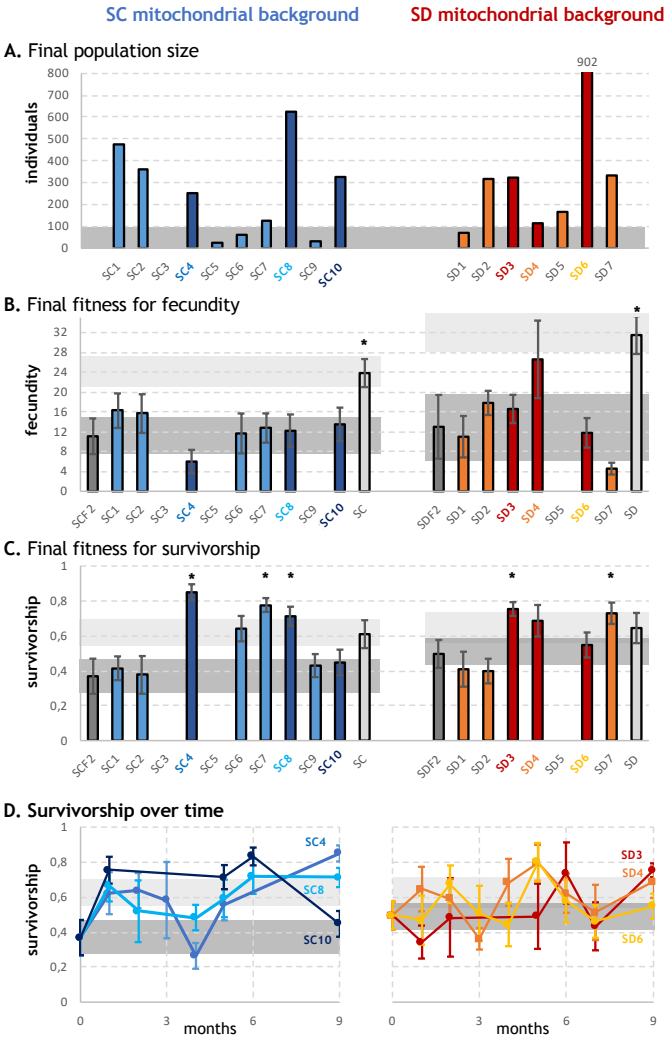 SC mitochondrial background SD mitochondrial background
A. Final population size
individuals
800
700
600
500
400
300
200
100
0
902
SC1 SC2 SC3 SC4 SC5 SC6 SC7 SC8 SC9 SC10 SD1 SD2 SD3 SD4 SD5 SD6 SD7
B. Final fitness for fecundity
fecundity
32
28
24
20
16
12
8
4
0
* *
SCF2 SC1 SC2 SC3 SC4 SC5 SC6 SC7 SC8 SC9 SC10 SC SDF2 SD1 SD2 SD3 SD4 SD5 SD6 SD7 SD
C. Final fitness for survivorship
survivorship
1
0,8
0,6
0,4
0,2
0
* * * * *
SCF2 SC1 SC2 SC3 SC4 SC5 SC6 SC7 SC8 SC9 SC10 SC SDF2 SD1 SD2 SD3 SD4 SD5 SD6 SD7 SD
D. Survivorship over time
survivorship
1
0,8
0,6
0,4
0,2
0
SC4
SC8
SC10
SD3
SD4
SD6
0 3 6 9 0 3 6 9
months months